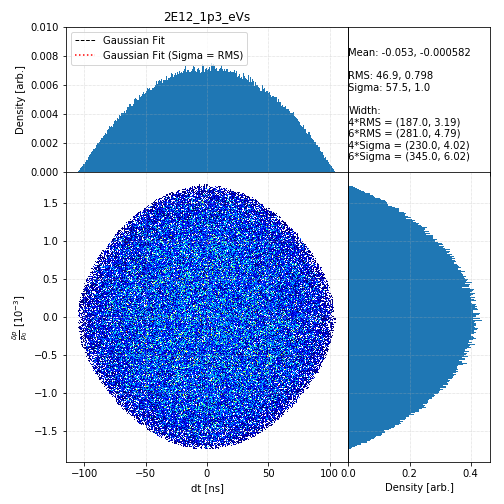 2E12_1p3_eVs
Density [arb.]
0.010
0.008
0.006
0.004
0.002
0.000
Gaussian Fit
Gaussian Fit (Sigma = RMS)
Mean: -0.053, -0.000582
RMS: 46.9, 0.798
Sigma: 57.5, 1.0
Width:
4*RMS = (187.0, 3.19)
6*RMS = (281.0, 4.79)
4*Sigma = (230.0, 4.02)
6*Sigma = (345.0, 6.02)
δp/p₀ [10⁻³]
1.5
1.0
0.5
0.0
−0.5
−1.0
−1.5
−100 −50 0 50 100
dt [ns]
0.0 0.2 0.4
Density [arb.]